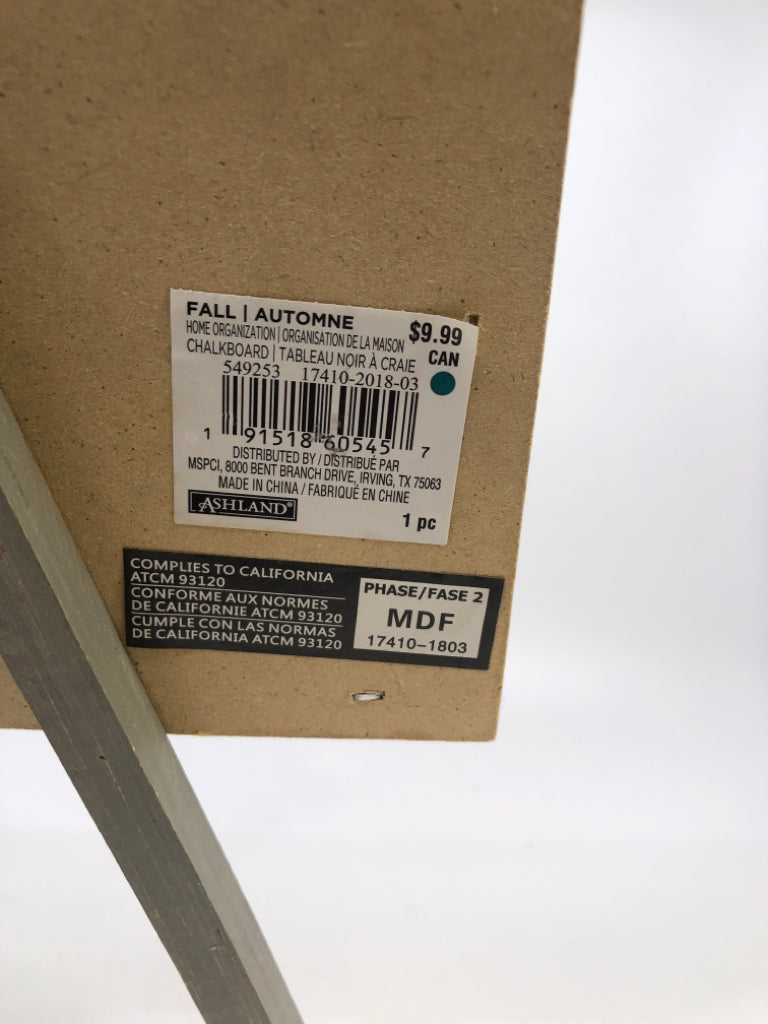 FALL | AUTOMNE
HOME ORGANIZATION | ORGANISATION DE LA MAISON
$9.99
CHALKBOARD | TABLEAU NOIR À CRAIE
CAN
549253 17410-2018-03
1 91518 60545 7
DISTRIBUTED BY / DISTRIBUÉ PAR
MSPCI, 8000 BENT BRANCH DRIVE, IRVING, TX 75063
MADE IN CHINA / FABRIQUÉ EN CHINE
ASHLAND®
1 pc
COMPLIES TO CALIFORNIA
ATCM 93120
CONFORME AUX NORMES
DE CALIFORNIE ATCM 93120
CUMPLE CON LAS NORMAS
DE CALIFORNIA ATCM 93120
PHASE/FASE 2
MDF
17410-1803